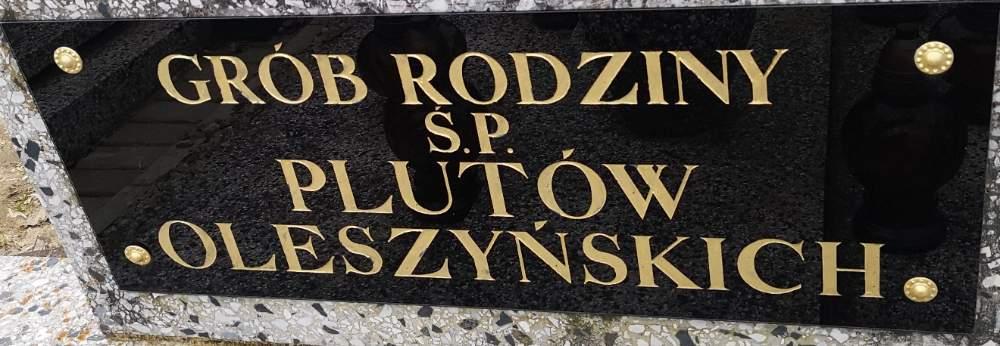 GRÓB RODZINY
Ś.P.
PLUTÓW
OLESZYŃSKICH